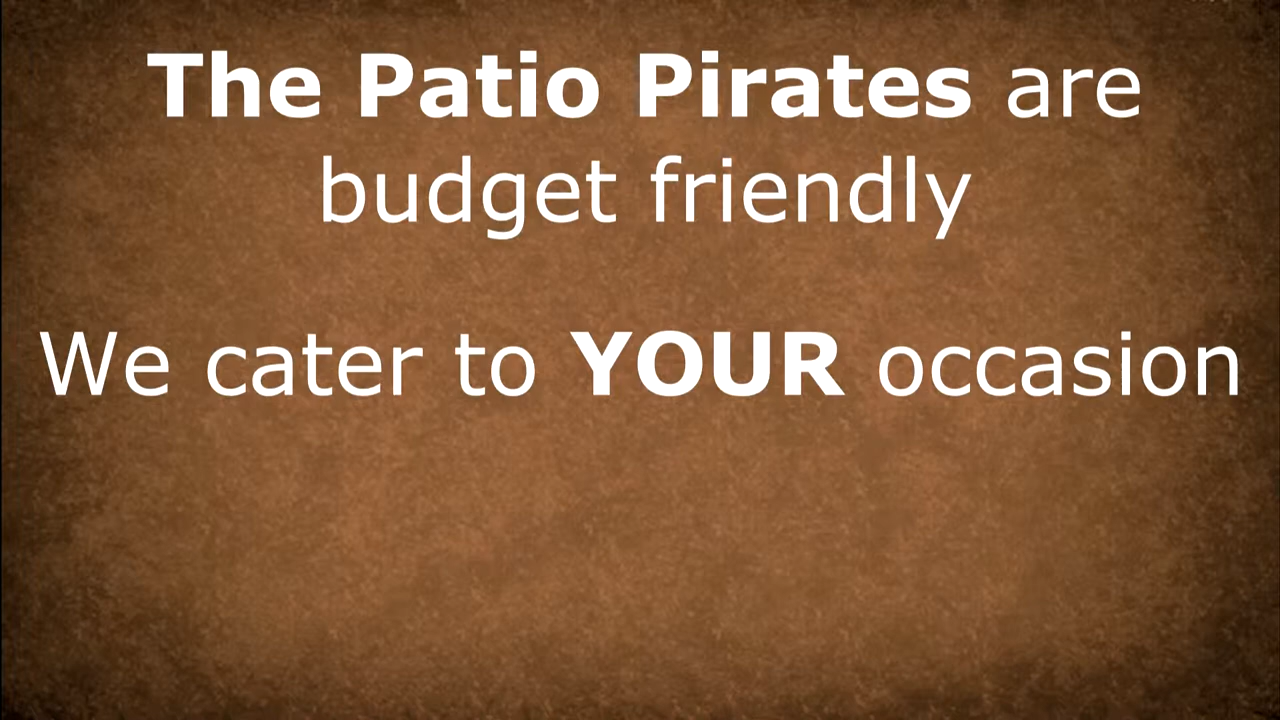 The Patio Pirates are
budget friendly
We cater to YOUR occasion